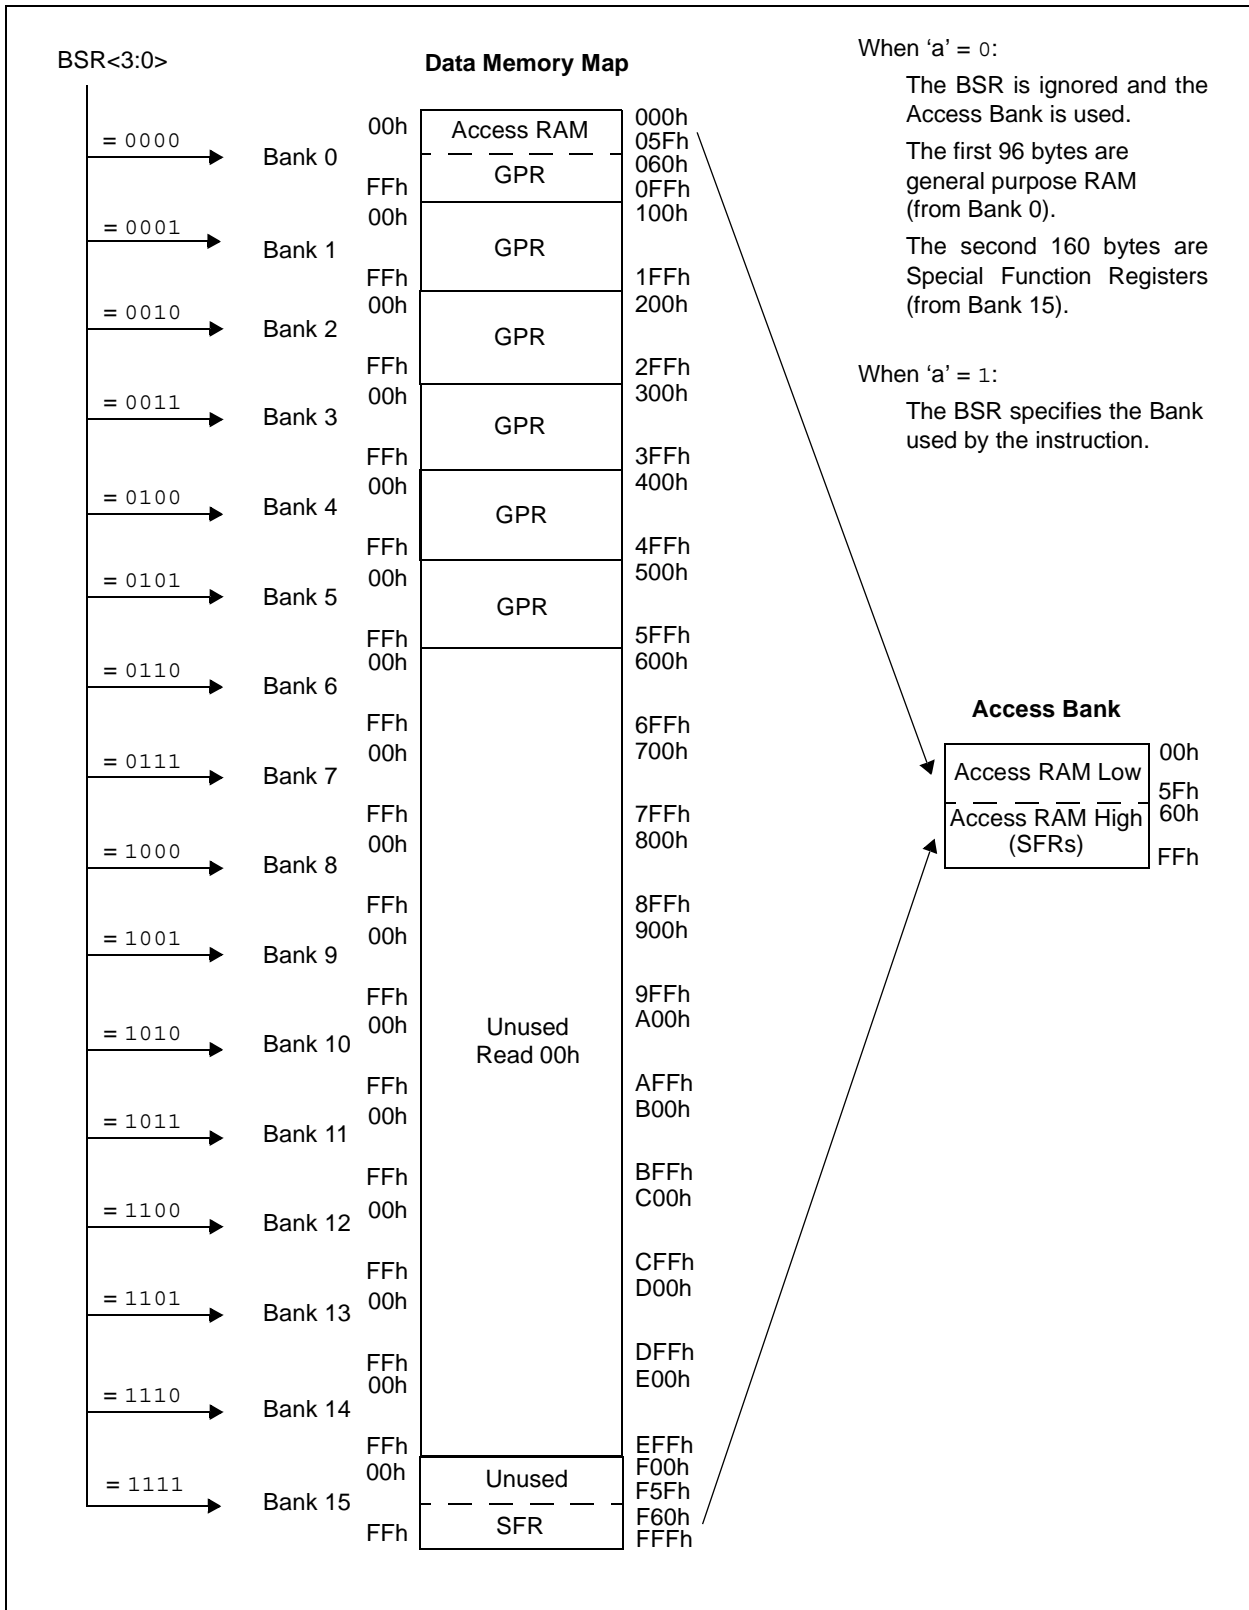 BSR<3:0>
Data Memory Map
When ‘a’ = 0:
The BSR is ignored and the
Access Bank is used.
The first 96 bytes are
general purpose RAM
(from Bank 0).
The second 160 bytes are
Special Function Registers
(from Bank 15).
When ‘a’ = 1:
The BSR specifies the Bank
used by the instruction.
= 0000
Bank 0
00h
FFh
Access RAM
GPR
000h
05Fh
060h
0FFh
= 0001
Bank 1
00h
FFh
GPR
100h
1FFh
= 0010
Bank 2
00h
FFh
GPR
200h
2FFh
= 0011
Bank 3
00h
FFh
GPR
300h
3FFh
= 0100
Bank 4
00h
FFh
GPR
400h
4FFh
= 0101
Bank 5
00h
FFh
GPR
500h
5FFh
= 0110
Bank 6
00h
FFh
600h
6FFh
= 0111
Bank 7
00h
FFh
700h
7FFh
= 1000
Bank 8
00h
FFh
800h
8FFh
= 1001
Bank 9
00h
FFh
900h
9FFh
= 1010
Bank 10
00h
FFh
Unused
Read 00h
A00h
AFFh
= 1011
Bank 11
00h
FFh
B00h
BFFh
= 1100
Bank 12
00h
FFh
C00h
CFFh
= 1101
Bank 13
00h
FFh
D00h
DFFh
= 1110
Bank 14
00h
FFh
E00h
EFFh
= 1111
Bank 15
00h
FFh
Unused
SFR
F00h
F5Fh
F60h
FFFh
Access Bank
Access RAM Low
Access RAM High
(SFRs)
00h
5Fh
60h
FFh